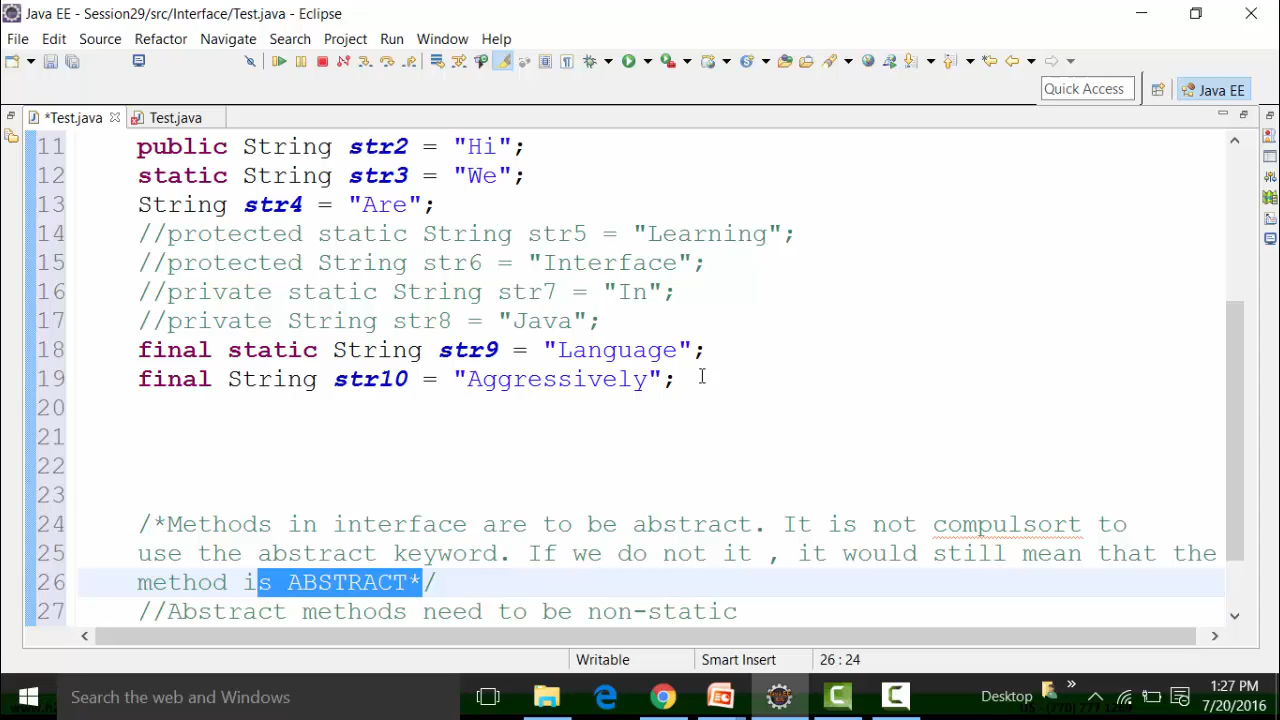 Java EE - Session29/src/Interface/Test.java - Eclipse
File Edit Source Refactor Navigate Search Project Run Window Help
Quick Access
Java EE
*Test.java
Test.java
11 public String str2 = "Hi";
12 static String str3 = "We";
13 String str4 = "Are";
14 //protected static String str5 = "Learning";
15 //protected String str6 = "Interface";
16 //private static String str7 = "In";
17 //private String str8 = "Java";
18 final static String str9 = "Language";
19 final String str10 = "Aggressively";
20
21
22
23
24 /*Methods in interface are to be abstract. It is not compulsort to
25 use the abstract keyword. If we do not it , it would still mean that the
26 method is ABSTRACT*/
27 //Abstract methods need to be non-static
Writable Smart Insert 26 : 24
Search the web and Windows
Desktop
1:27 PM
7/20/2016